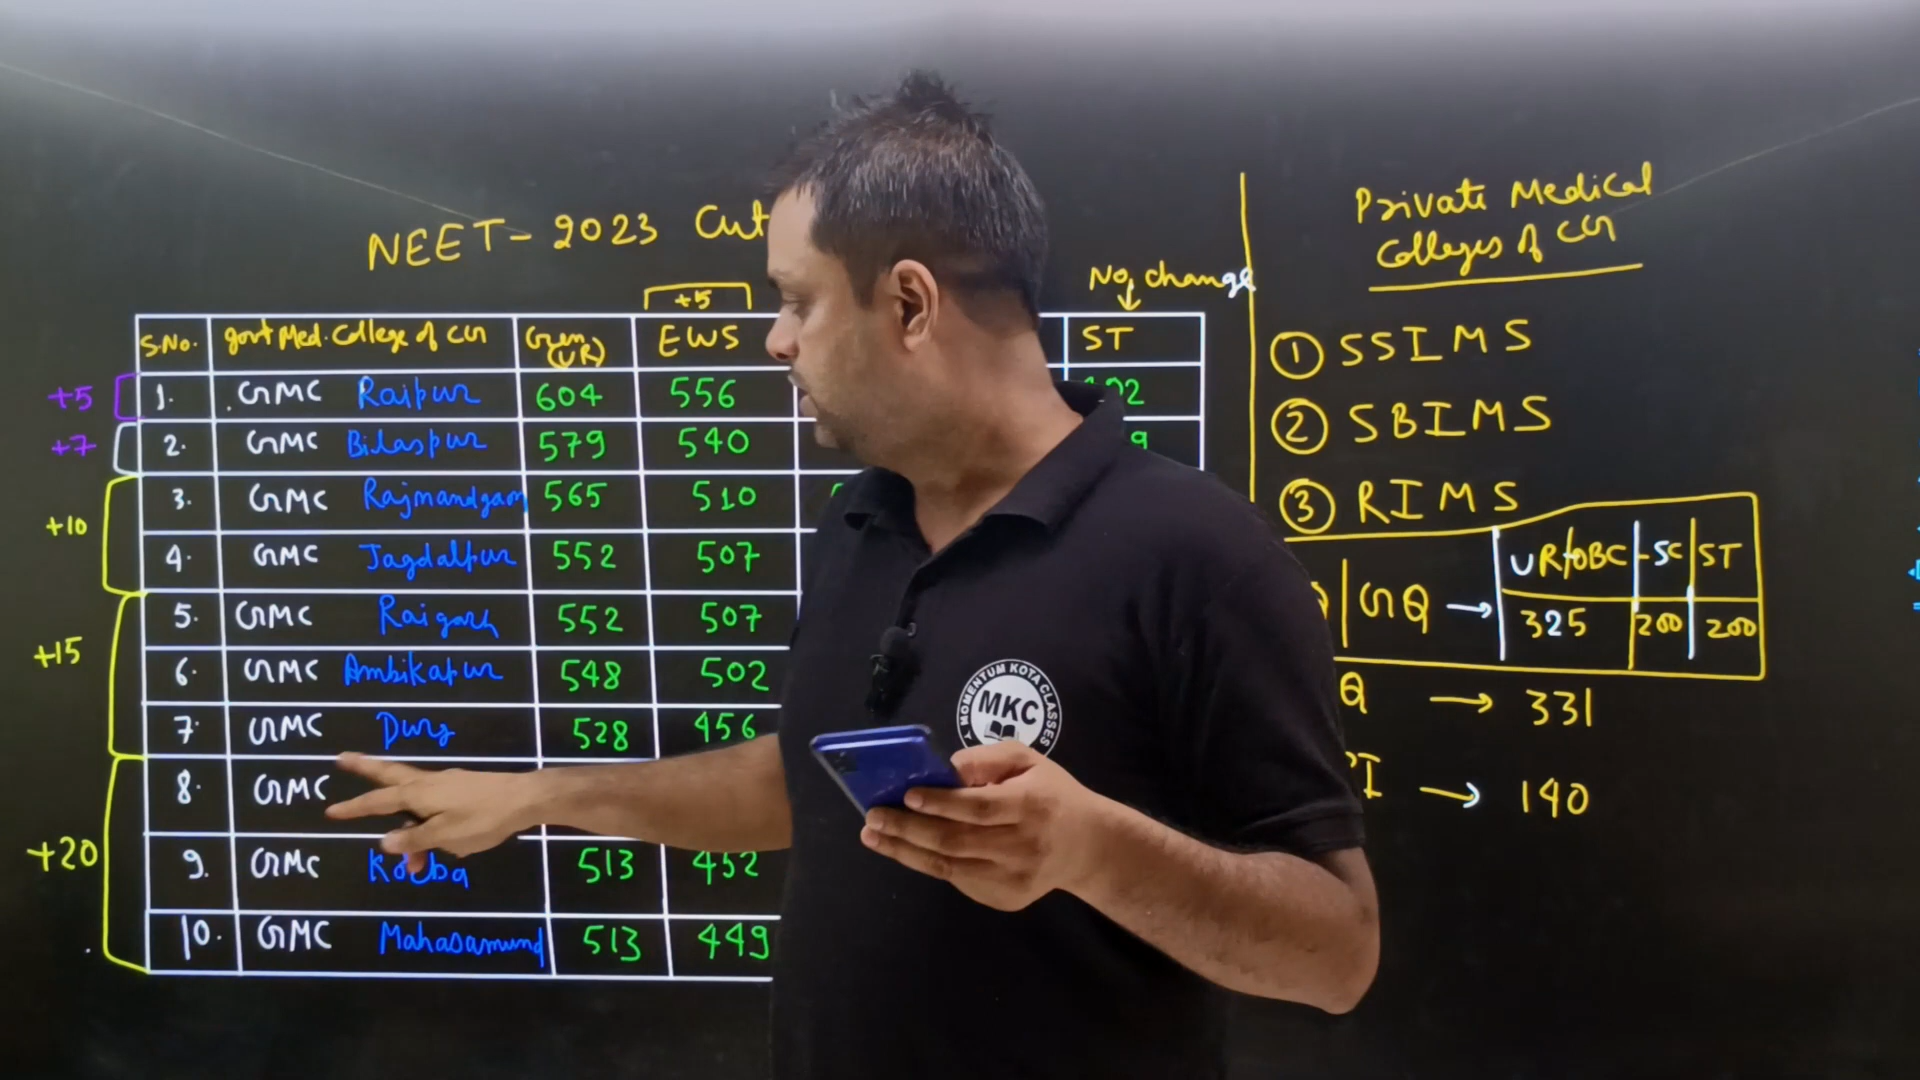 NEET-2023 Cut
No change
+5
S.No. Govt Med. College of CG Gen (UR) EWS ST
+5 1. GMC Raipur 604 556
+7 2. GMC Bilaspur 579 540
3. GMC Rajnandgaon 565 510
+10
4. GMC Jagdalpur 552 507
5. GMC Raigarh 552 507
+15
6. GMC Ambikapur 548 502
7. GMC Durg 528 456
8. GMC
+20 9. GMC Korba 513 452
10. GMC Mahasamund 513 449
Private Medical
Colleges of CG
1 SSIMS
2 SBIMS
3 RIMS
UR/OBC SC ST
GQ → 325 200 200
Q → 331
→ 140
MOMENTUM KOTA CLASSES
MKC